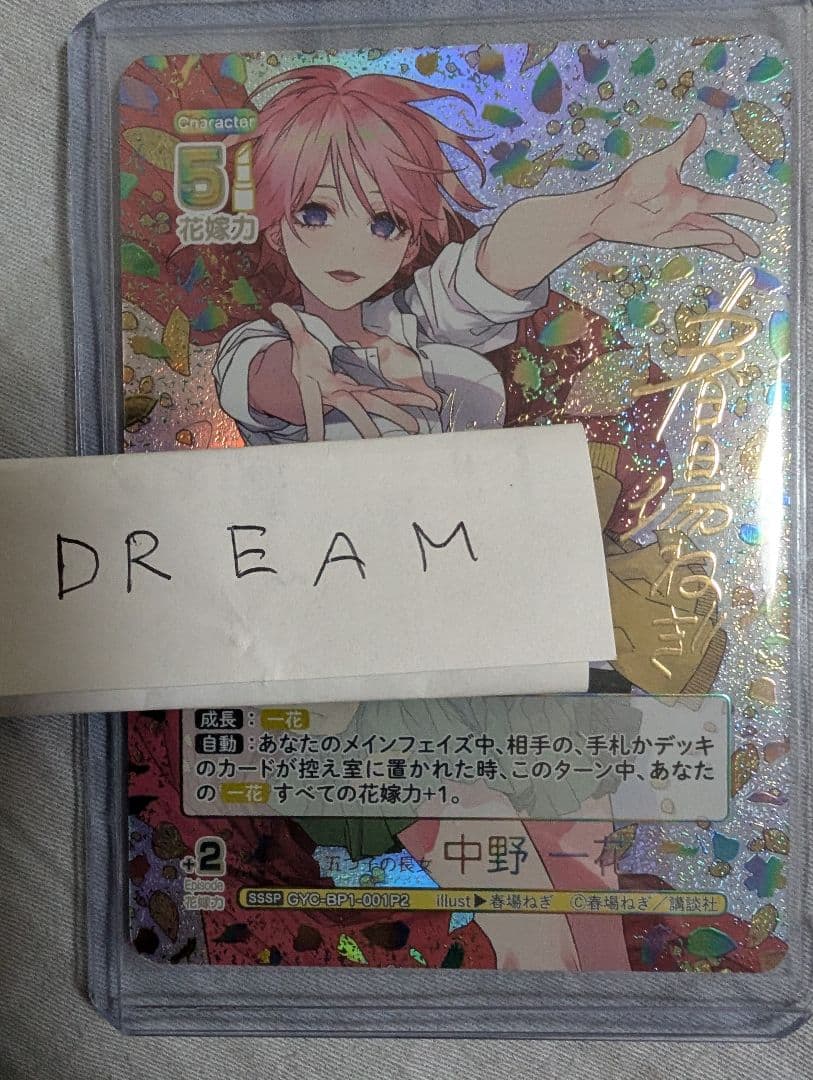 Character
5
花嫁力
春場ねぎ
DREAM
成長：一花
自動：あなたのメインフェイズ中、相手の、手札かデッキ
のカードが控え室に置かれた時、このターン中、あなた
の 一花 すべての花嫁力+1。
+2
Episode
花嫁力
五つ子の長女 中野 一花
SSSP GYC-BP1-001P2 illust▶春場ねぎ ©春場ねぎ／講談社